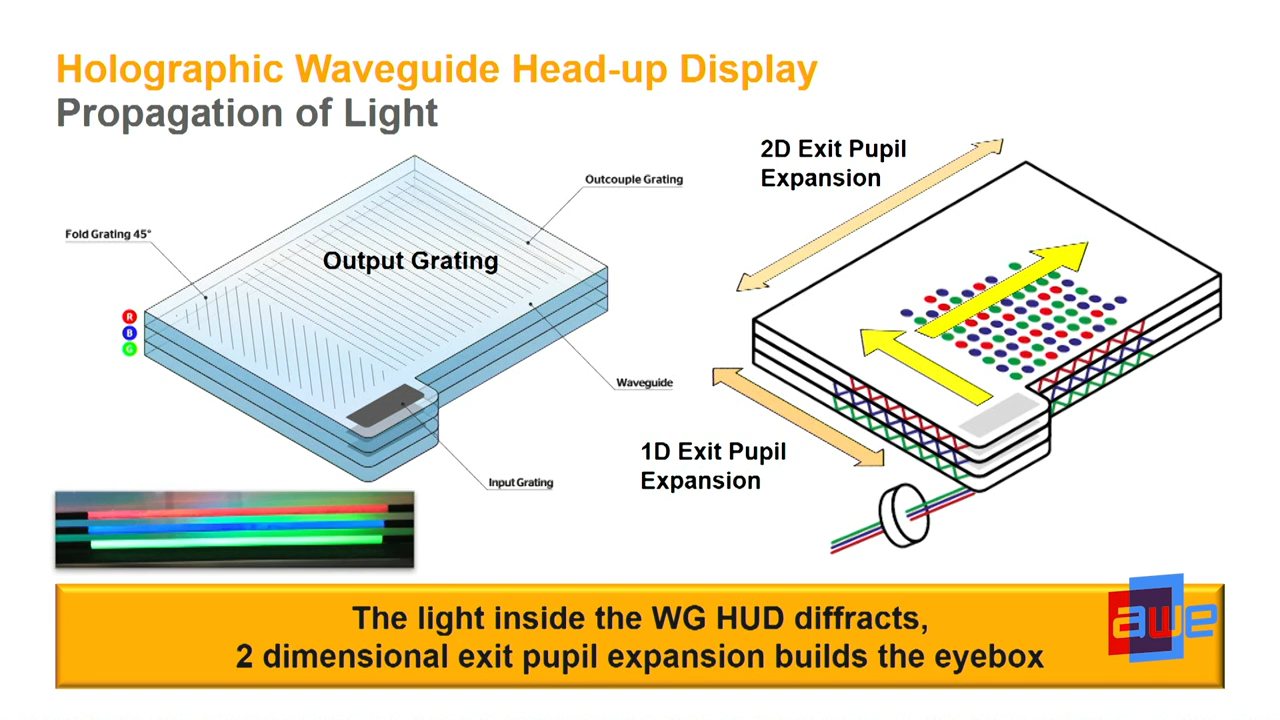 Holographic Waveguide Head-up Display
Propagation of Light
2D Exit Pupil
Expansion
Outcouple Grating
Fold Grating 45°
Output Grating
R
B
G
Waveguide
1D Exit Pupil
Expansion
Input Grating
The light inside the WG HUD diffracts,
2 dimensional exit pupil expansion builds the eyebox
awe